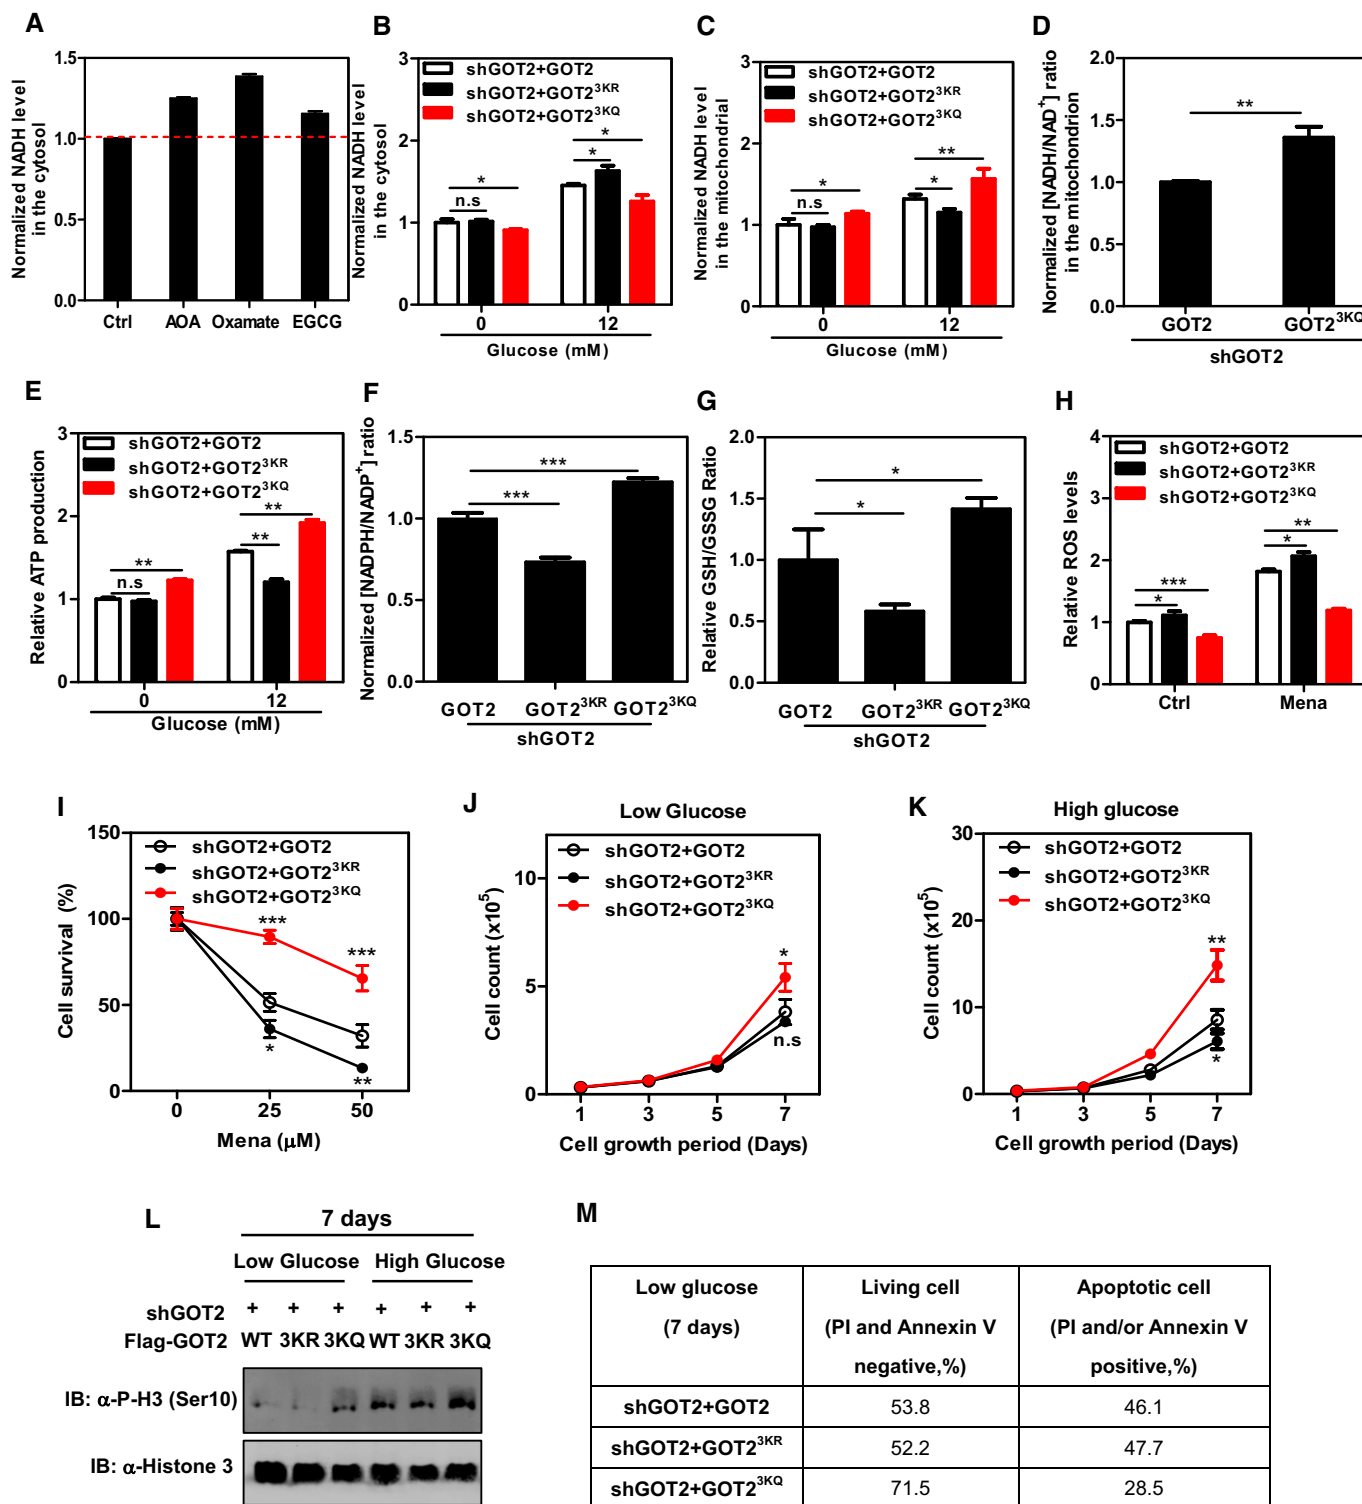 A
Normalized NADH level
in the cytosol
1.5
1.0
0.5
0.0
Ctrl AOA Oxamate EGCG
B
Normalized NADH level
in the cytosol
3
2
1
0
shGOT2+GOT2
shGOT2+GOT2^3KR
shGOT2+GOT2^3KQ
*
n.s
*
*
0 12
Glucose (mM)
C
Normalized NADH level
in the mitochondrial
3
2
1
0
shGOT2+GOT2
shGOT2+GOT2^3KR
shGOT2+GOT2^3KQ
*
n.s
**
*
0 12
Glucose (mM)
D
Normalized [NADH/NAD+] ratio
in the mitochondrion
2.0
1.5
1.0
0.5
0.0
**
GOT2 GOT2^3KQ
shGOT2
E
Relative ATP production
3
2
1
0
shGOT2+GOT2
shGOT2+GOT2^3KR
shGOT2+GOT2^3KQ
**
n.s
**
**
0 12
Glucose (mM)
F
Normalized [NADPH/NADP+] ratio
1.5
1.0
0.5
0.0
***
***
GOT2 GOT2^3KR GOT2^3KQ
shGOT2
G
Relative GSH/GSSG Ratio
2.0
1.5
1.0
0.5
0.0
*
*
GOT2 GOT2^3KR GOT2^3KQ
shGOT2
H
Relative ROS levels
4
3
2
1
0
shGOT2+GOT2
shGOT2+GOT2^3KR
shGOT2+GOT2^3KQ
***
*
**
*
Ctrl Mena
I
Cell survival (%)
150
100
50
0
shGOT2+GOT2
shGOT2+GOT2^3KR
shGOT2+GOT2^3KQ
***
***
*
**
0 25 50
Mena (μM)
J
Low Glucose
Cell count (x10^5)
10
5
0
shGOT2+GOT2
shGOT2+GOT2^3KR
shGOT2+GOT2^3KQ
*
n.s
1 3 5 7
Cell growth period (Days)
K
High glucose
Cell count (x10^5)
30
20
10
0
shGOT2+GOT2
shGOT2+GOT2^3KR
shGOT2+GOT2^3KQ
**
*
1 3 5 7
Cell growth period (Days)
L
7 days
Low Glucose High Glucose
shGOT2 + + + + + +
Flag-GOT2 WT 3KR 3KQ WT 3KR 3KQ
IB: α-P-H3 (Ser10)
IB: α-Histone 3
M
Low glucose
(7 days)
Living cell
(PI and Annexin V
negative,%)
Apoptotic cell
(PI and/or Annexin V
positive,%)
shGOT2+GOT2 53.8 46.1
shGOT2+GOT2^3KR 52.2 47.7
shGOT2+GOT2^3KQ 71.5 28.5